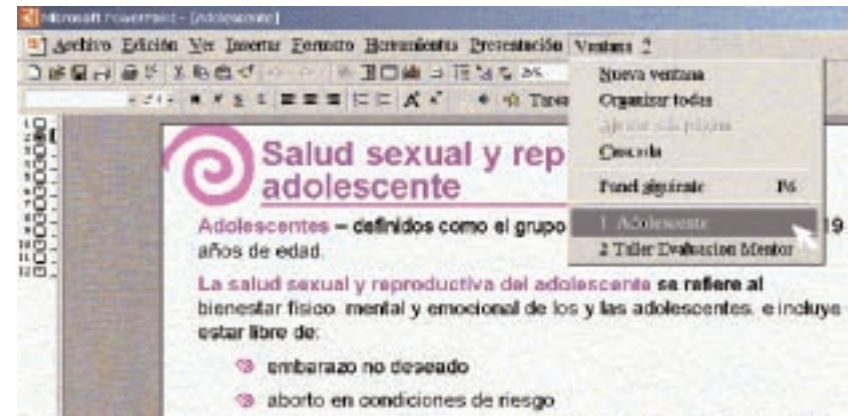 Microsoft PowerPoint - [Adolescente]
Archivo Edición Ver Insertar Formato Herramientas Presentación Ventana ?
Nueva ventana
Organizar todas
Cascada
Panel siguiente F6
1 Adolescente
2 Taller Evaluacion Mentor
Tareas
Salud sexual y rep
adolescente
Adolescentes – definidos como el grupo 19
años de edad.
La salud sexual y reproductiva del adolescente se refiere al
bienestar físico mental y emocional de los y las adolescentes, e incluye
estar libre de:
embarazo no deseado
aborto en condiciones de riesgo